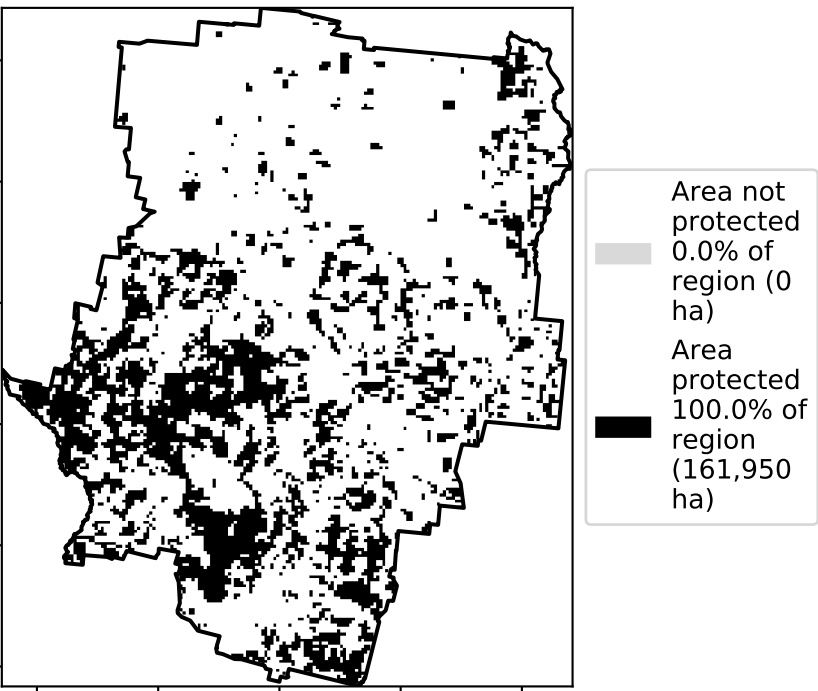 Area not
protected
0.0% of
region (0
ha)
Area
protected
100.0% of
region
(161,950
ha)